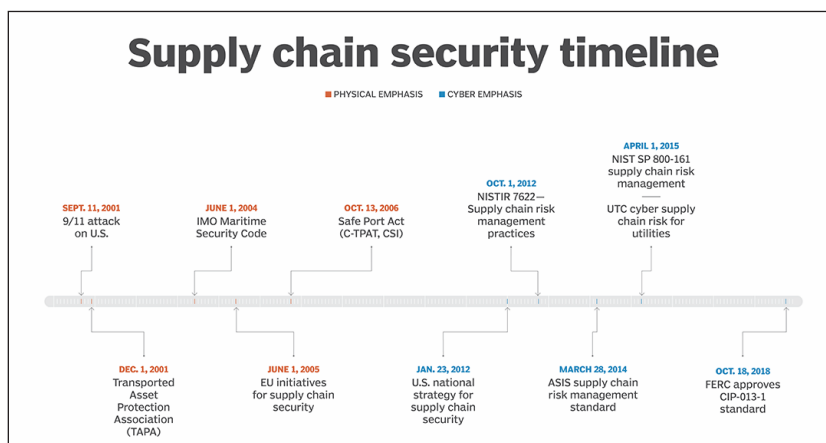 Supply chain security timeline
PHYSICAL EMPHASIS
CYBER EMPHASIS
SEPT. 11, 2001
9/11 attack
on U.S.
JUNE 1, 2004
IMO Maritime
Security Code
OCT. 13, 2006
Safe Port Act
(C-TPAT, CSI)
OCT. 1, 2012
NISTIR 7622—
Supply chain risk
management
practices
APRIL 1, 2015
NIST SP 800-161
supply chain risk
management
UTC cyber supply
chain risk for
utilities
DEC. 1, 2001
Transported
Asset
Protection
Association
(TAPA)
JUNE 1, 2005
EU initiatives
for supply chain
security
JAN. 23, 2012
U.S. national
strategy for
supply chain
security
MARCH 28, 2014
ASIS supply chain
risk management
standard
OCT. 18, 2018
FERC approves
CIP-013-1
standard